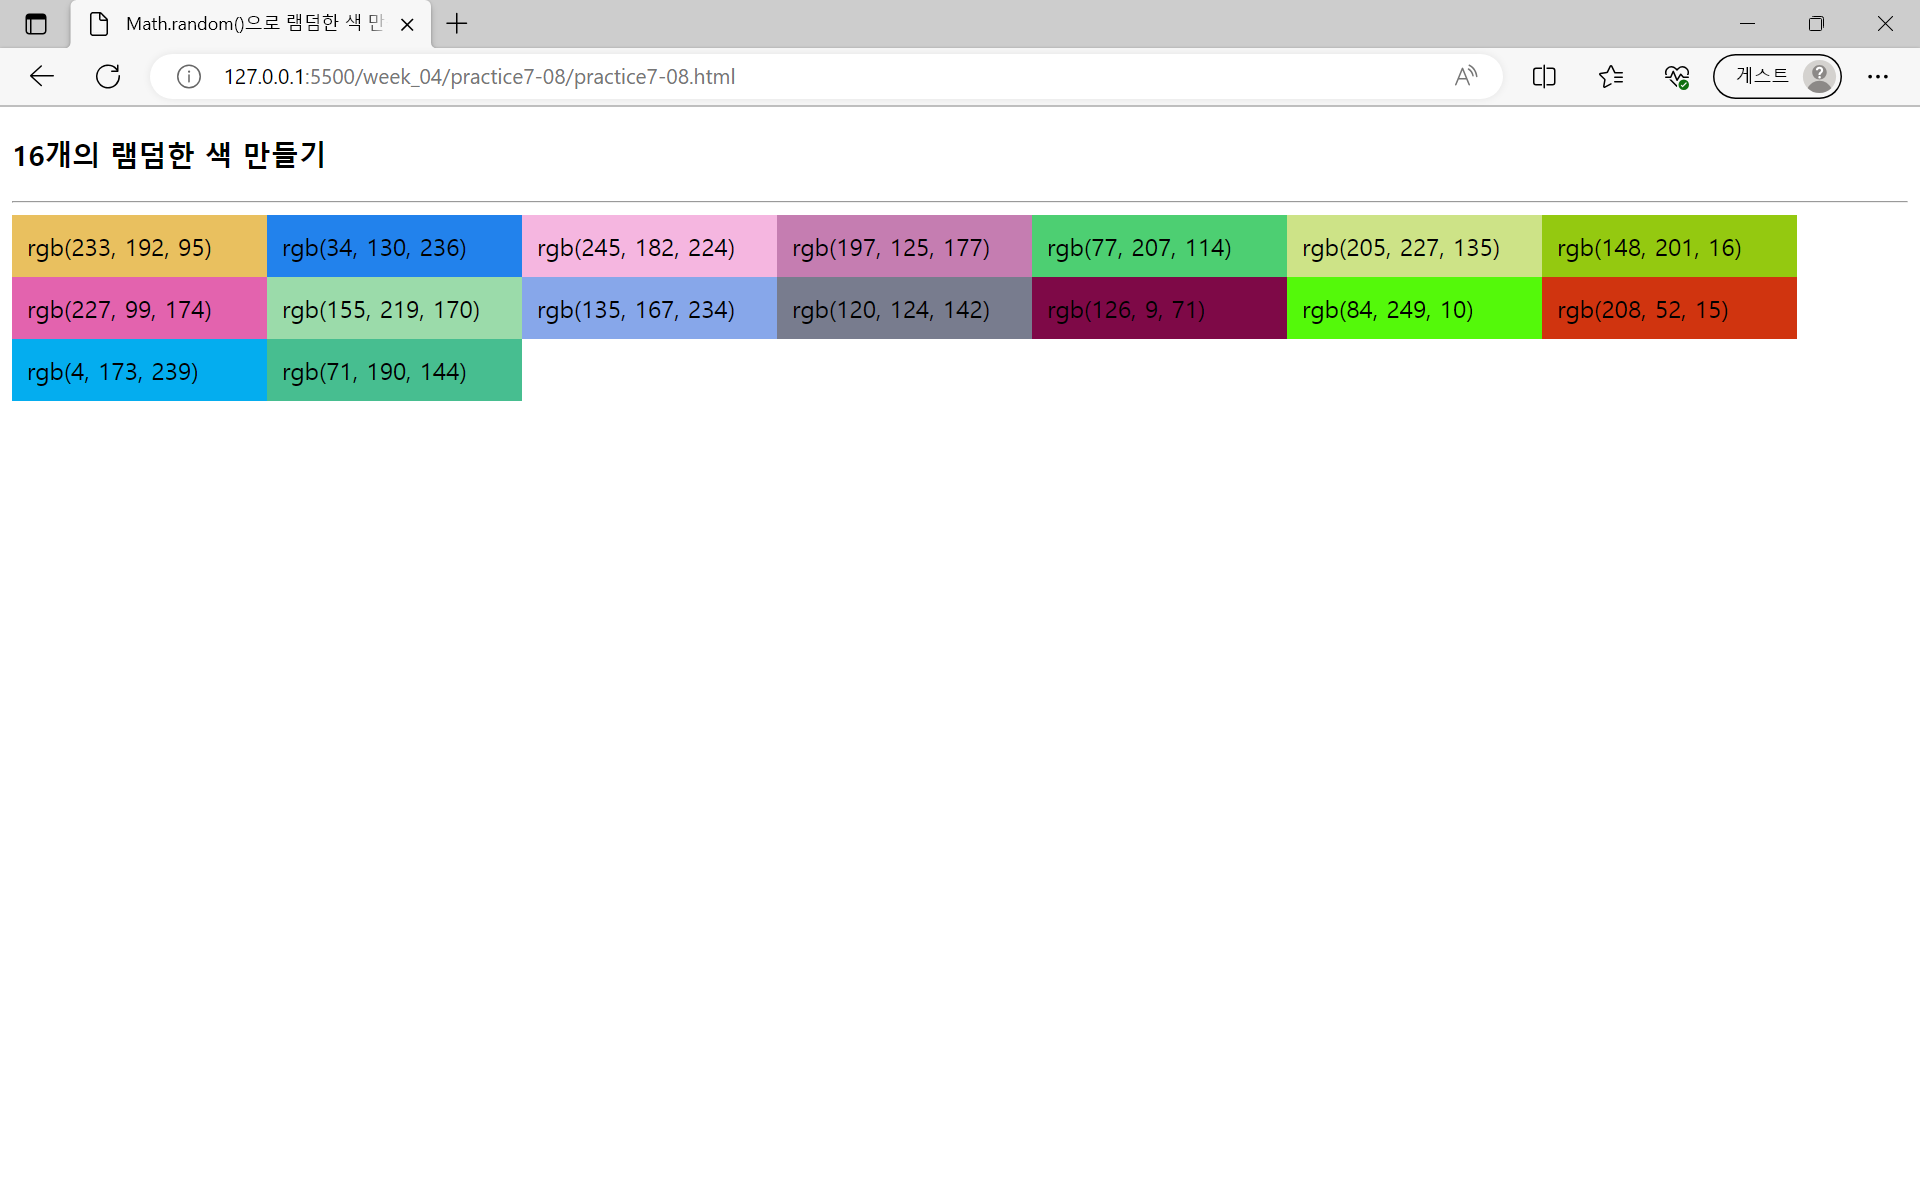 Math.random()으로 램덤한 색 만
127.0.0.1:5500/week_04/practice7-08/practice7-08.html
게스트
16개의 램덤한 색 만들기
rgb(233, 192, 95) rgb(34, 130, 236) rgb(245, 182, 224) rgb(197, 125, 177) rgb(77, 207, 114) rgb(205, 227, 135) rgb(148, 201, 16)
rgb(227, 99, 174) rgb(155, 219, 170) rgb(135, 167, 234) rgb(120, 124, 142) rgb(126, 9, 71) rgb(84, 249, 10) rgb(208, 52, 15)
rgb(4, 173, 239) rgb(71, 190, 144)